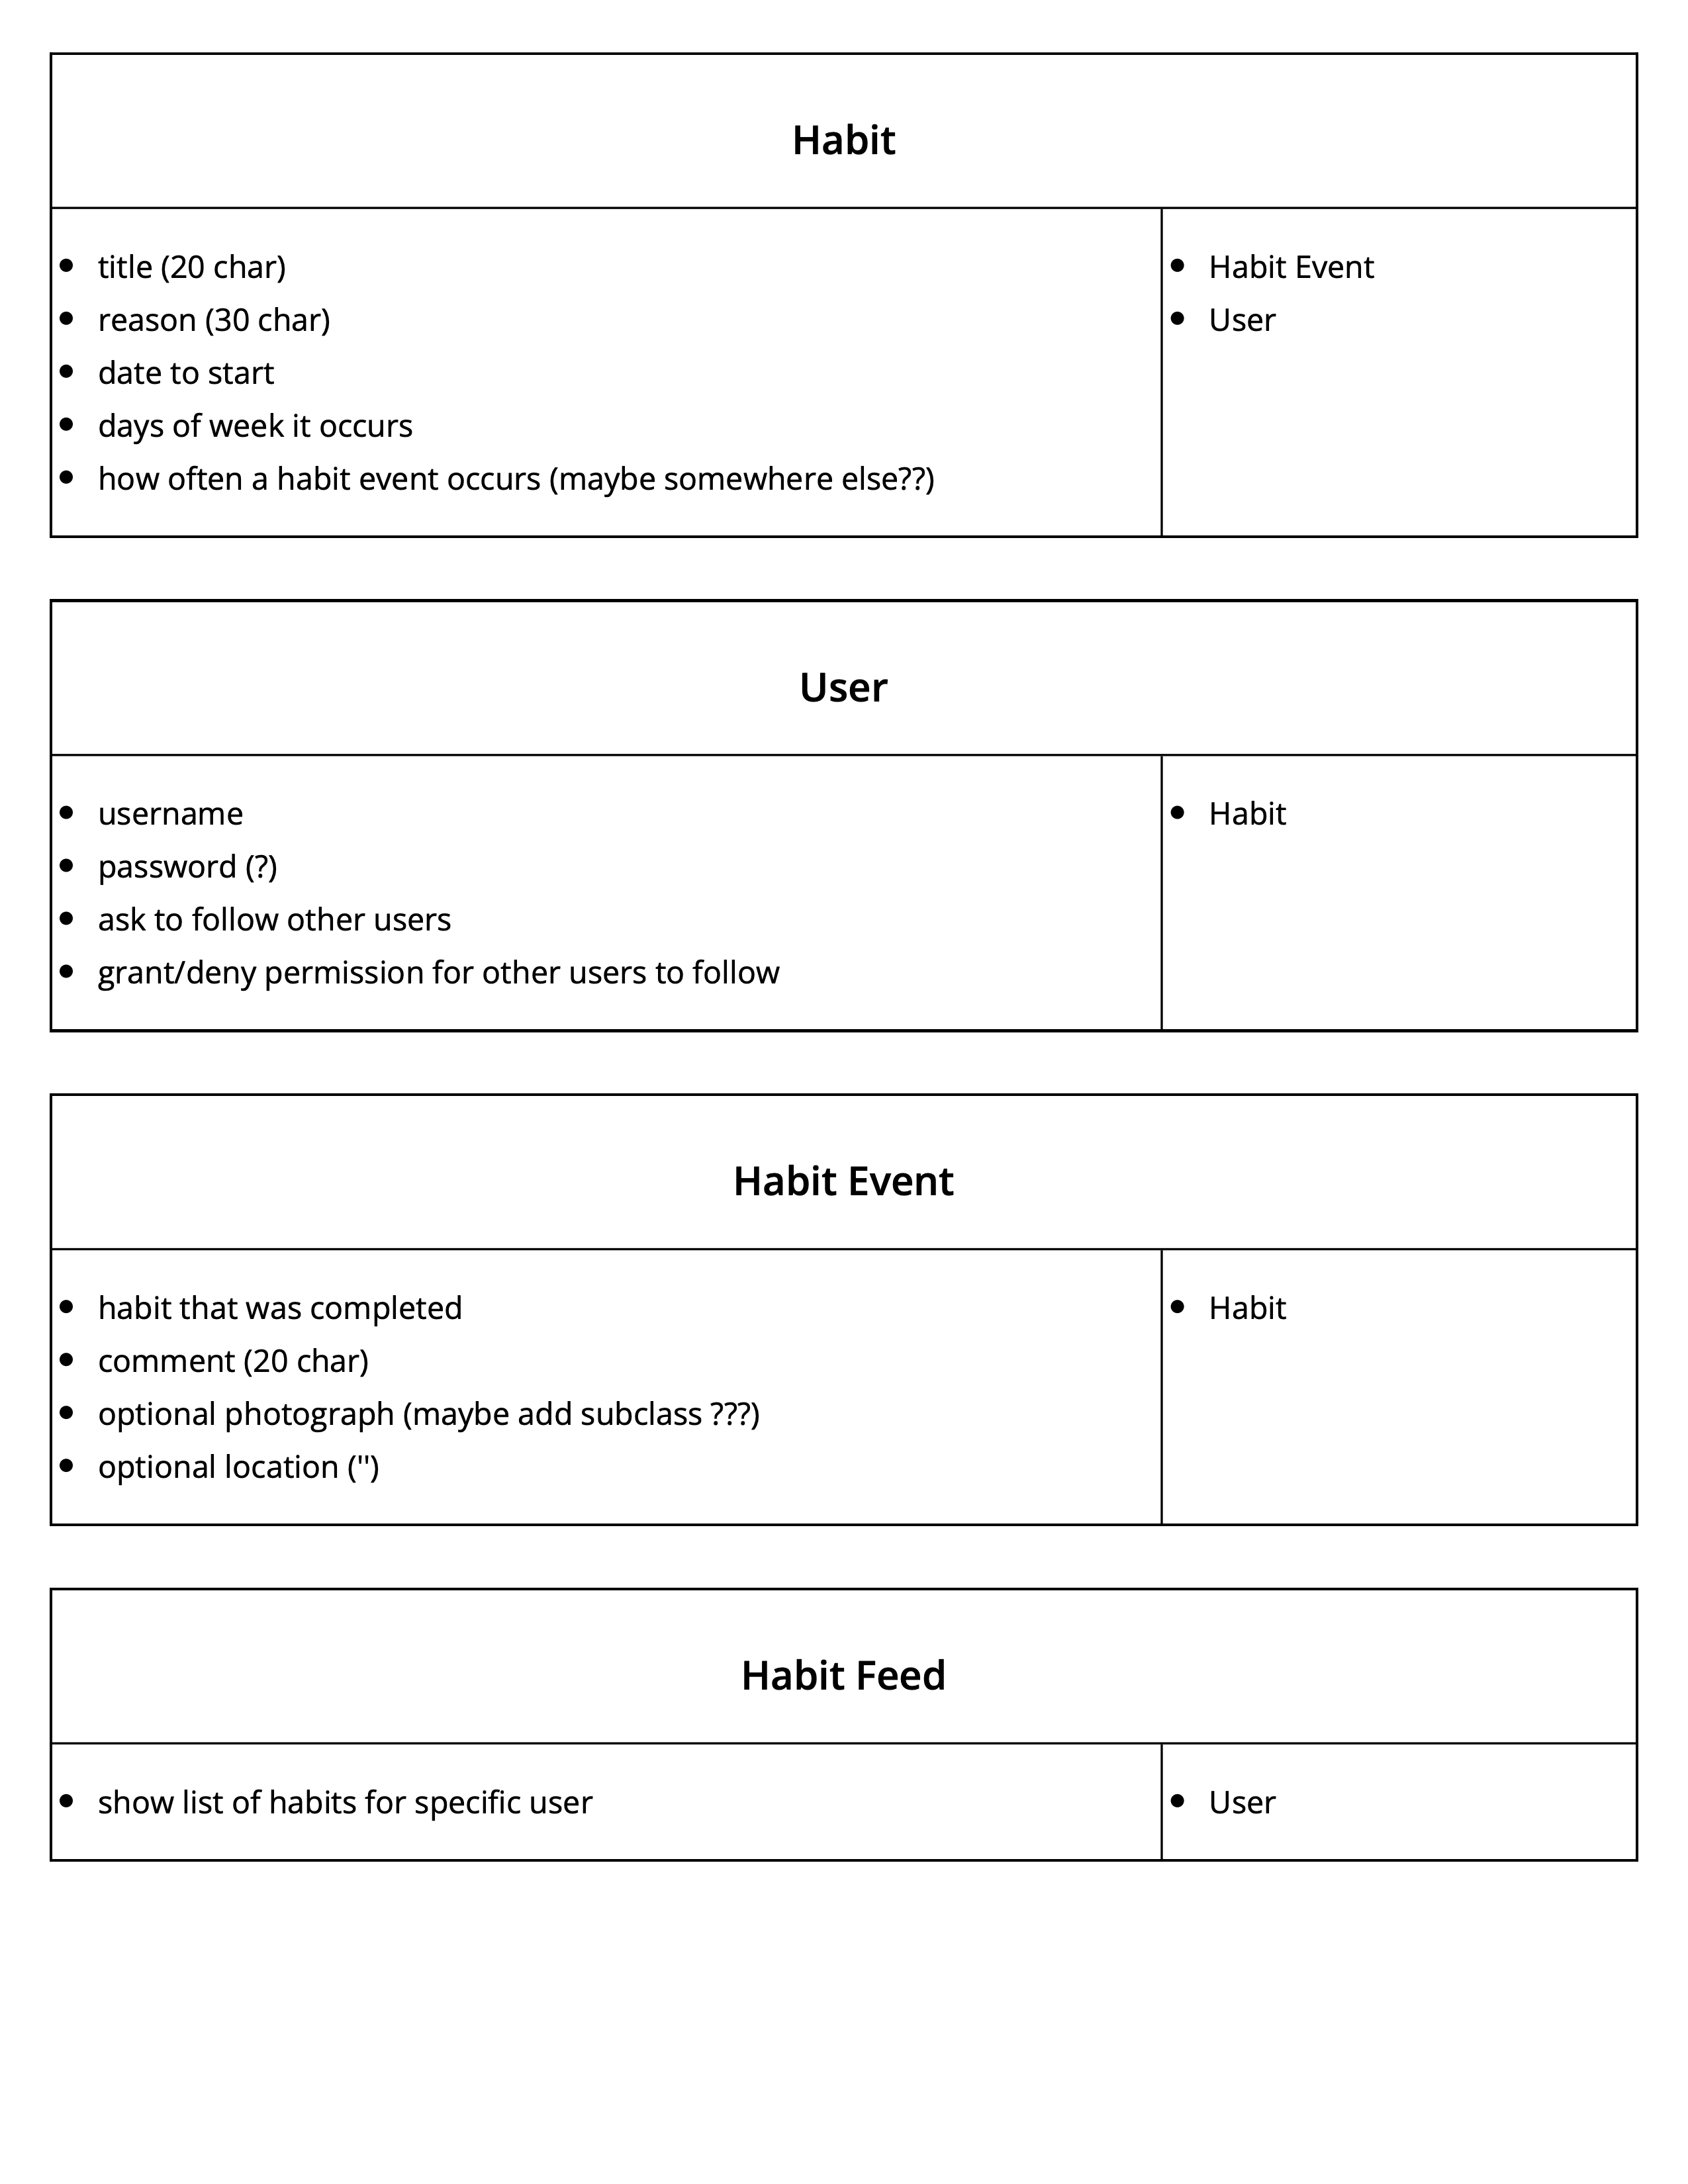 Habit
• title (20 char)
• reason (30 char)
• date to start
• days of week it occurs
• how often a habit event occurs (maybe somewhere else??)
• Habit Event
• User
User
• username
• password (?)
• ask to follow other users
• grant/deny permission for other users to follow
• Habit
Habit Event
• habit that was completed
• comment (20 char)
• optional photograph (maybe add subclass ???)
• optional location ('')
• Habit
Habit Feed
• show list of habits for specific user
• User